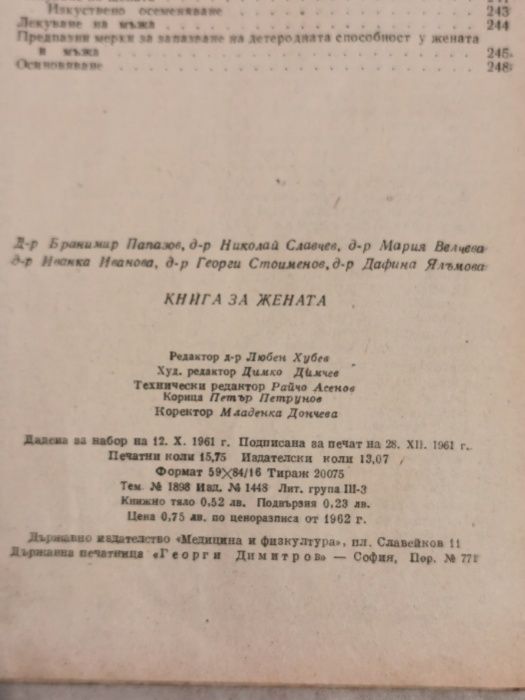 Изкуствено осеменяване . . . . . . . . . . . . 243
Лекуване на мъжа . . . . . . . . . . . . . . 244
Предпазни мерки за запазване на детеродната способност у жената
и мъжа . . . . . . . . . . . . . . . . . . 245
Осиновяване . . . . . . . . . . . . . . . . . 248
Д-р Бранимир Папазов, д-р Николай Славчев, д-р Мария Велчева
д-р Иванка Иванова, д-р Георги Стоименов, д-р Дафина Ялъмова
КНИГА ЗА ЖЕНАТА
Редактор д-р Любен Хубев
Худ. редактор Димко Димчев
Технически редактор Райчо Асенов
Корица Петър Петрунов
Коректор Младенка Дончева
Дадена за набор на 12. X. 1961 г. Подписана за печат на 28. XII. 1961 г.
Печатни коли 15,75 Издателски коли 13,07
Формат 59×84/16 Тираж 20075
Тем. № 1898 Изд. № 1448 Лит. група III-3
Книжно тяло 0,52 лв. Подвързия 0,23 лв.
Цена 0,75 лв. по ценоразписа от 1962 г.
Държавно издателство «Медицина и физкултура», пл. Славейков 11
Държавна печатница «Георги Димитров» — София, Пор. № 771